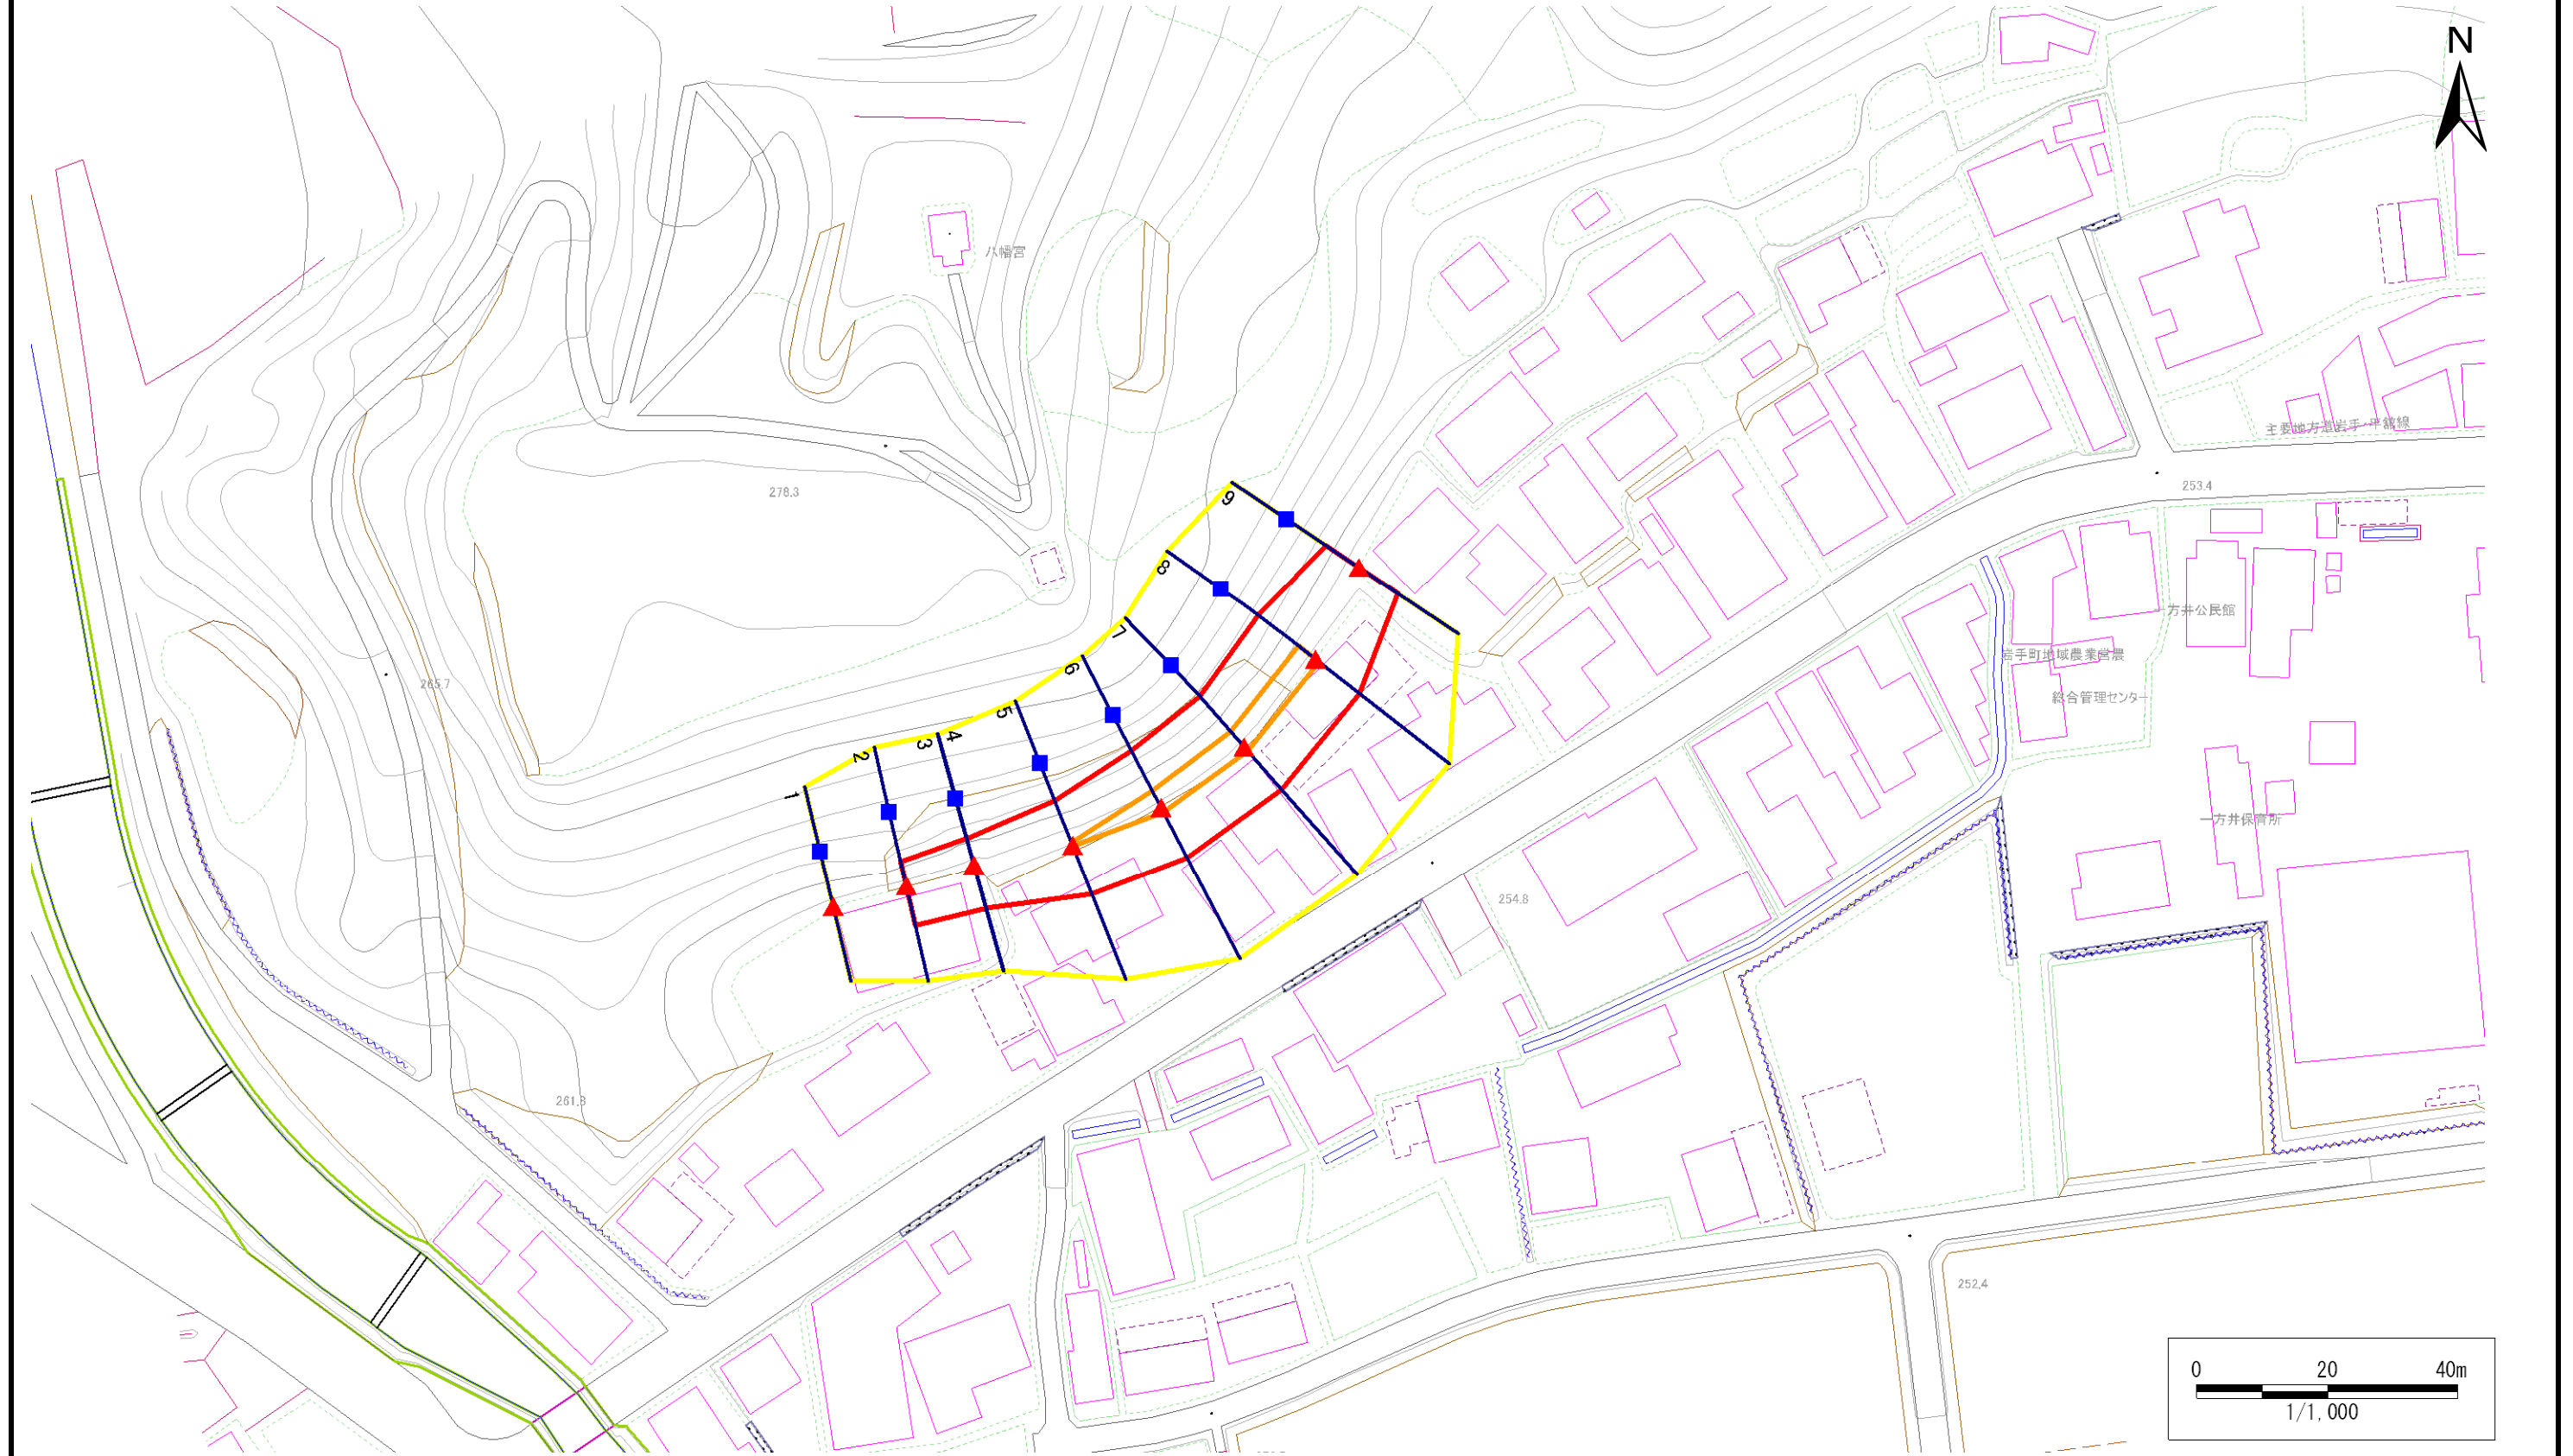 N
八幡宮
主要地方道岩手・平舘線
278.3
253.4
9
8
7
6
5
4
3
2
1
一方井公民館
岩手町地域農業営農
総合管理センター
265.7
一方井保育所
254.8
261.8
252.4
0 20 40m
1/1,000